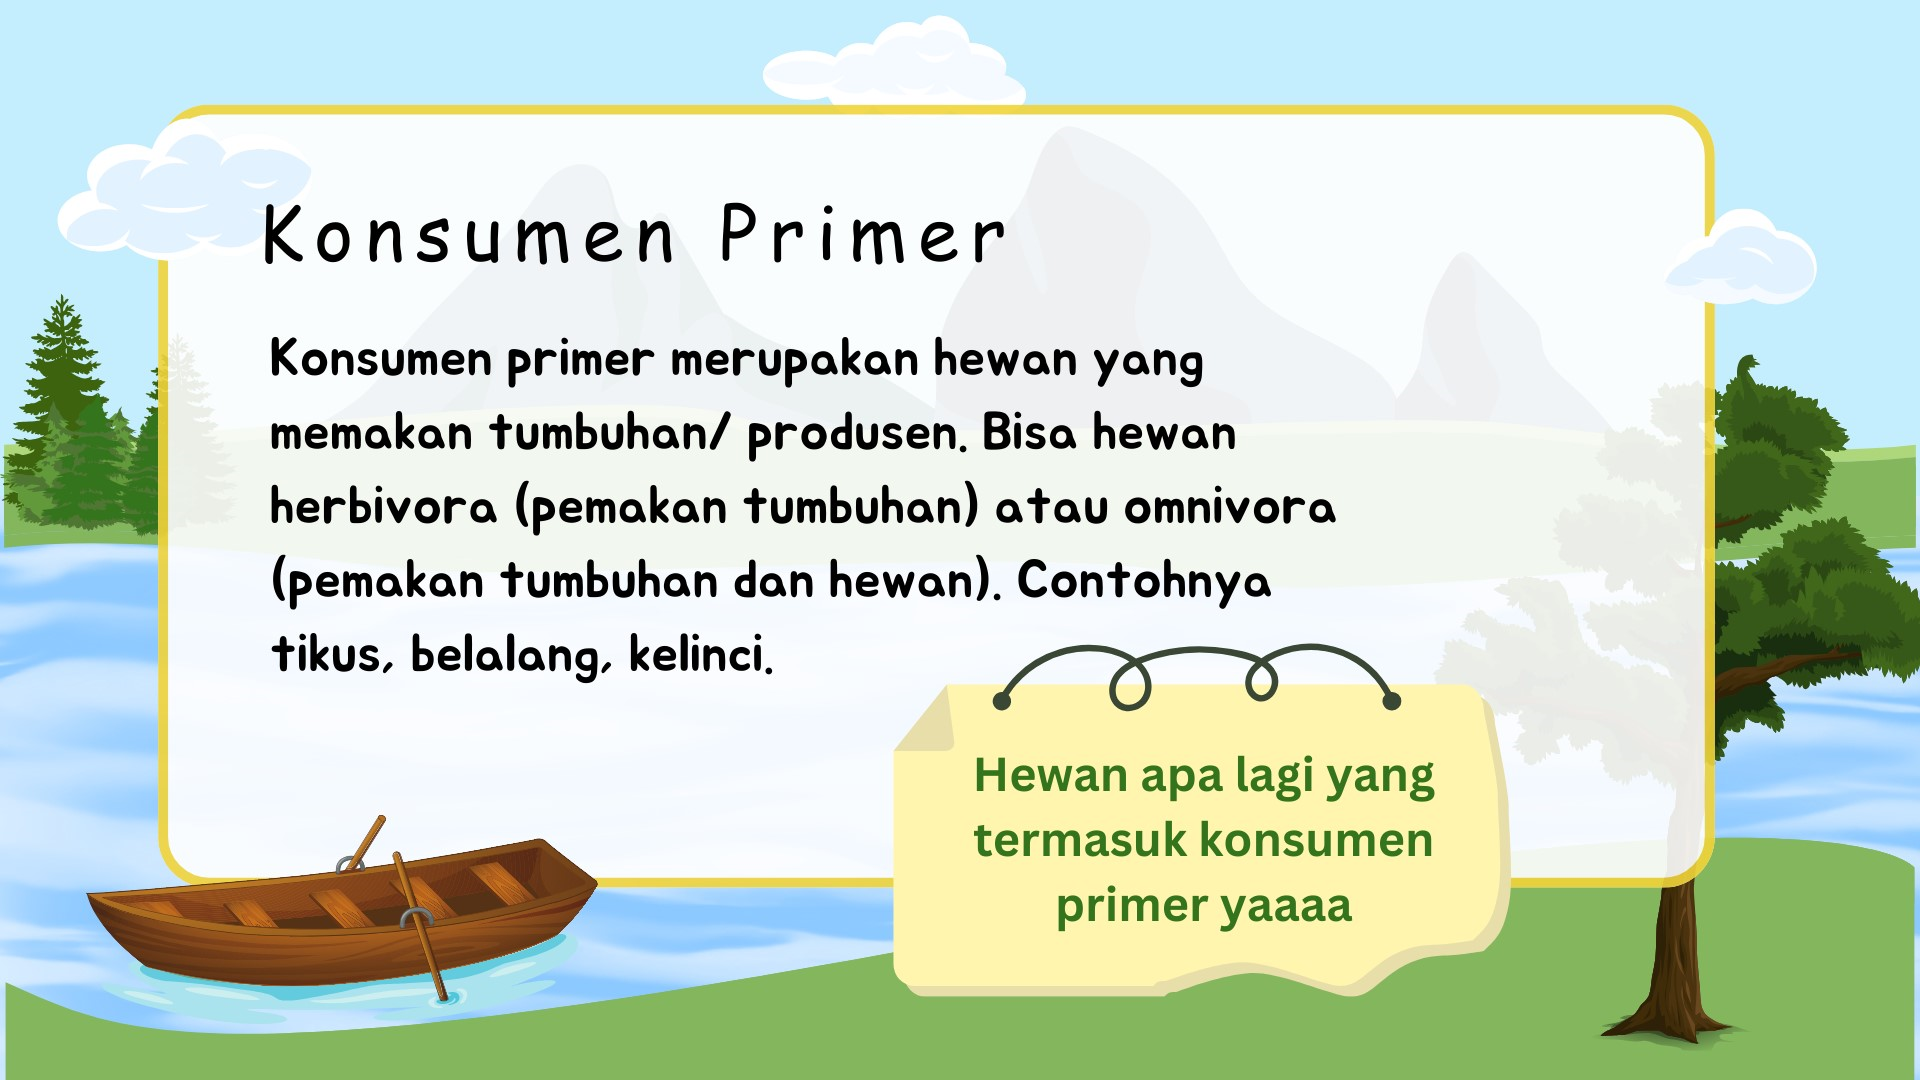 Konsumen Primer
Konsumen primer merupakan hewan yang
memakan tumbuhan/ produsen. Bisa hewan
herbivora (pemakan tumbuhan) atau omnivora
(pemakan tumbuhan dan hewan). Contohnya
tikus, belalang, kelinci.
Hewan apa lagi yang
termasuk konsumen
primer yaaaa